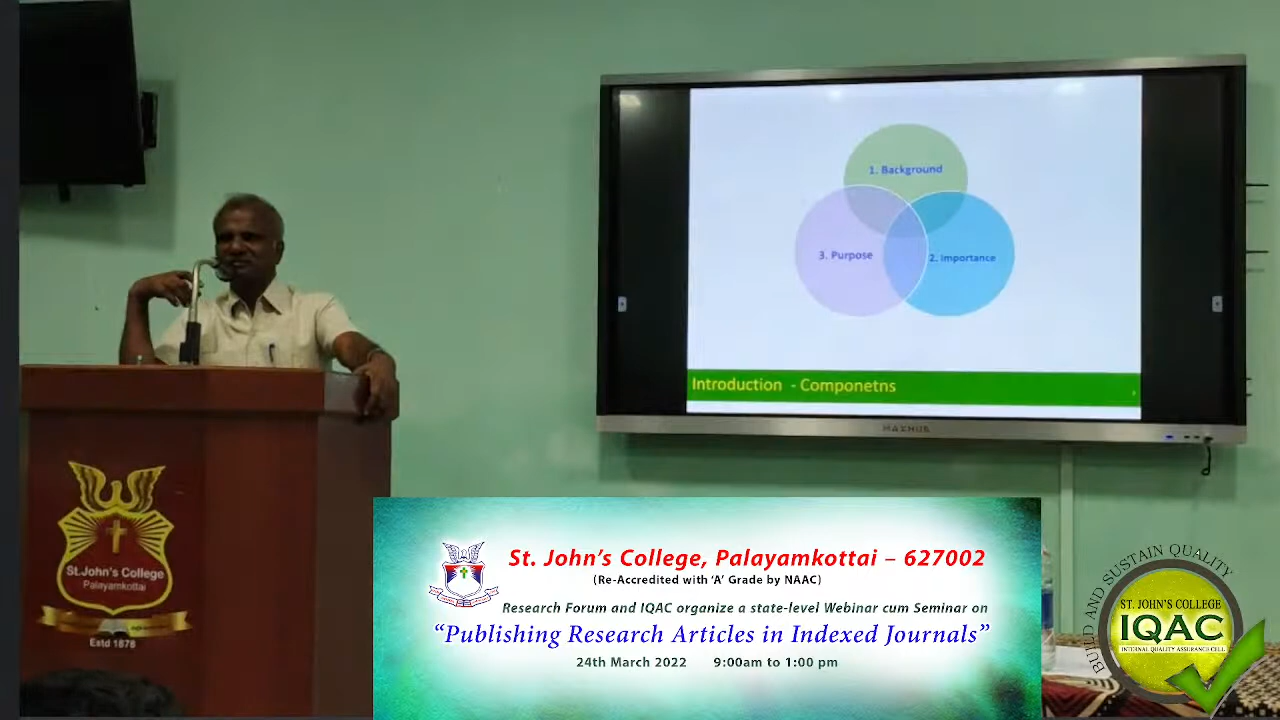 1. Background
3. Purpose
2. Importance
Introduction - Componetns
MAXHUB
St.John's College
Palayamkottai
Estd 1878
St. John's College, Palayamkottai – 627002
(Re-Accredited with 'A' Grade by NAAC)
Research Forum and IQAC organize a state-level Webinar cum Seminar on
"Publishing Research Articles in Indexed Journals"
24th March 2022 9:00am to 1:00 pm
BUILD AND SUSTAIN QUALITY
ST. JOHN'S COLLEGE
IQAC
INTERNAL QUALITY ASSURANCE CELL